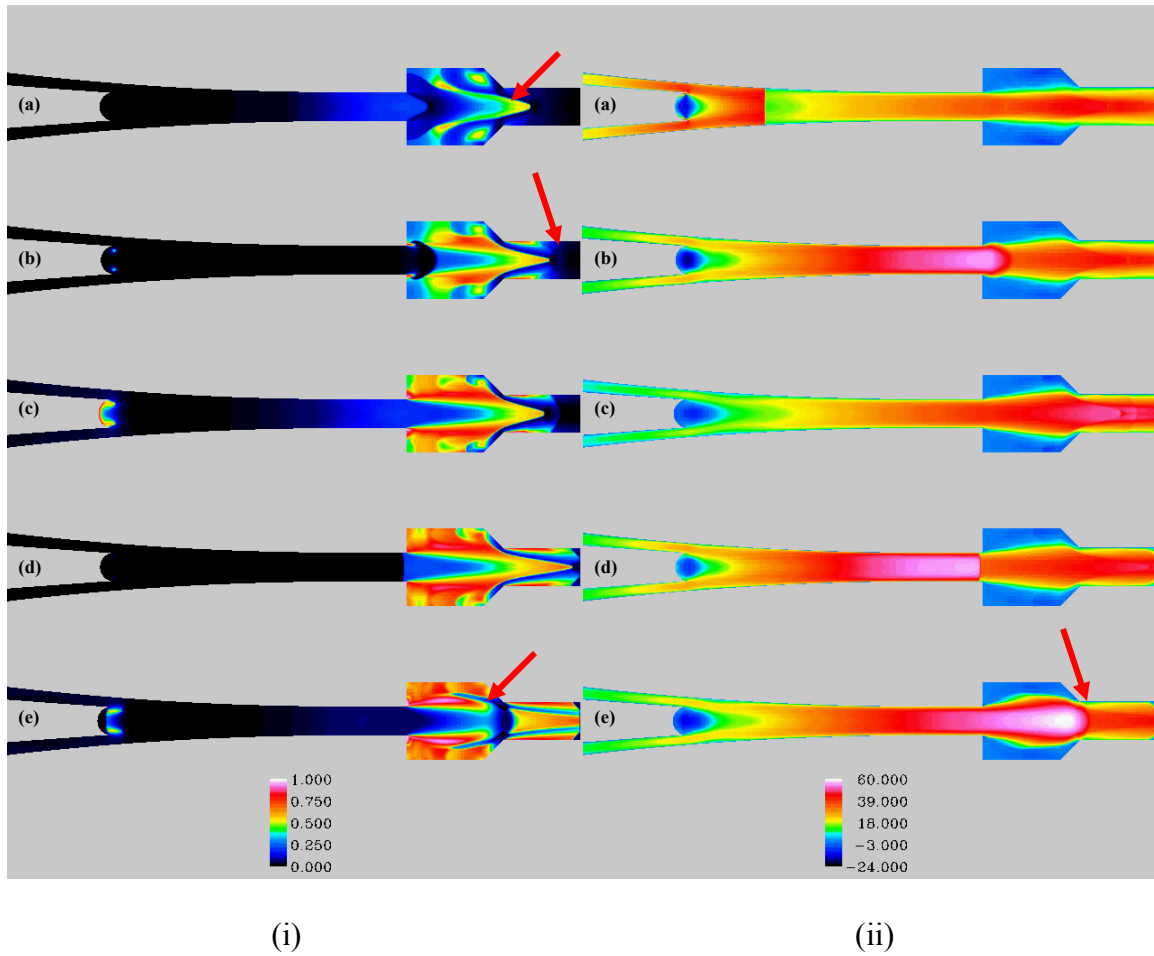 (a) (a)
(b) (b)
(c) (c)
(d) (d)
(e) (e)
1.000 60.000
0.750 39.000
0.500 18.000
0.250 −3.000
0.000 −24.000
(i) (ii)